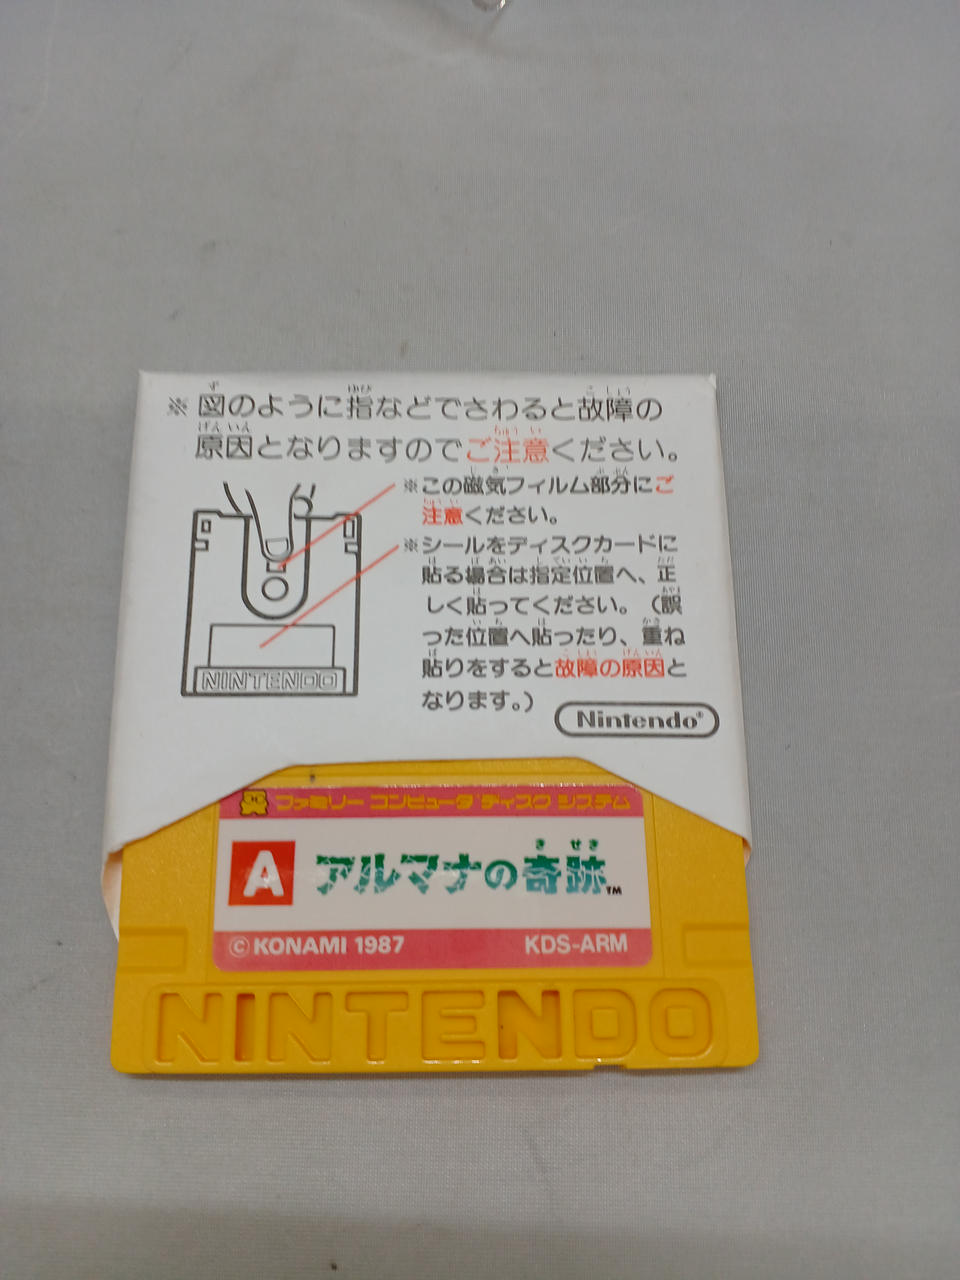 ※図のように指などでさわると故障の
原因となりますのでご注意ください。
※この磁気フィルム部分にご
注意ください。
※シールをディスクカードに
貼る場合は指定位置へ、正
しく貼ってください。(誤
った位置へ貼ったり、重ね
貼りをすると故障の原因と
なります。)
NINTENDO
Nintendo®
ファミリー コンピュータ ディスク システム
A アルマナの奇跡™
© KONAMI 1987 KDS-ARM
NINTENDO